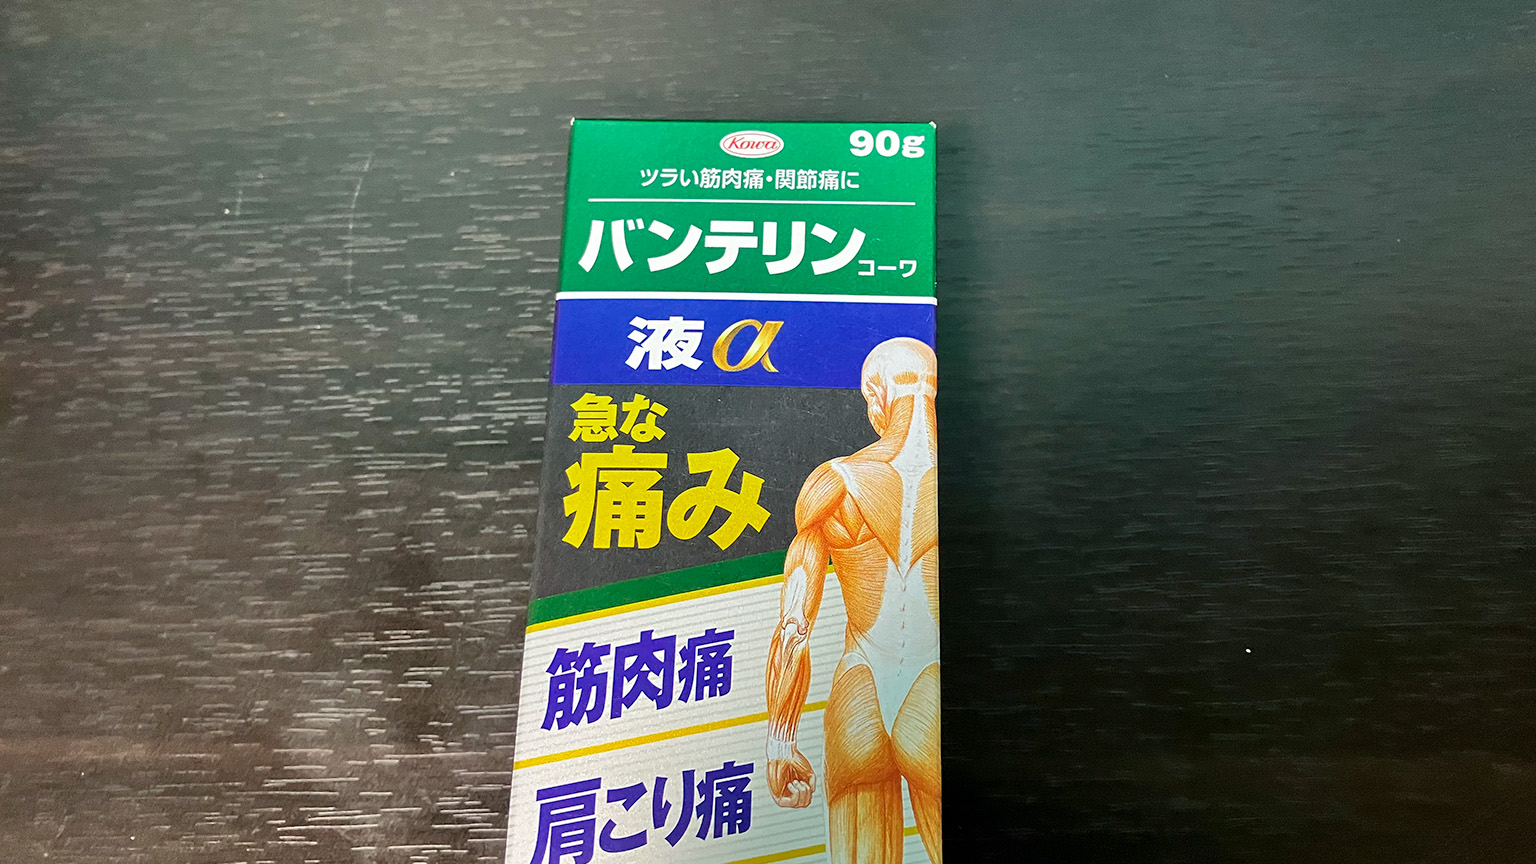 Kowa
90g
ツラい筋肉痛・関節痛に
バンテリンコーワ
液α
急な
痛み
筋肉痛
肩こり痛